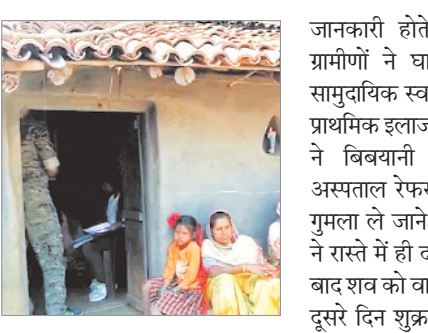 जानकारी होते
ग्रामीणों ने घा
सामुदायिक स्व
प्राथमिक इलाज
ने बिबयानी
अस्पताल रेफर
गुमला ले जाने
ने रास्ते में ही द
बाद शव को वा
दूसरे दिन शुक्र